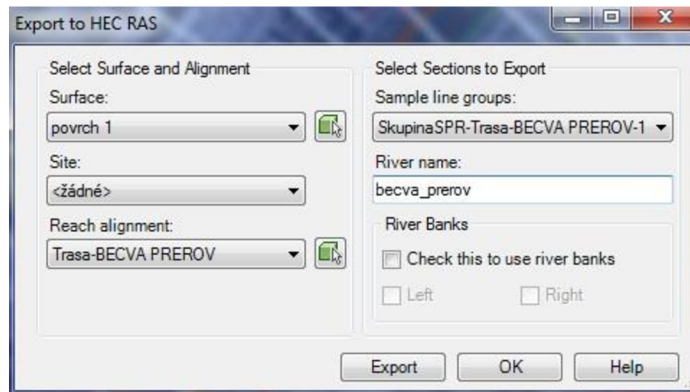 Export to HEC RAS
Select Surface and Alignment
Surface:
povrch 1
Site:
<žádné>
Reach alignment:
Trasa-BECVA PREROV
Select Sections to Export
Sample line groups:
SkupinaSPR-Trasa-BECVA PREROV-1
River name:
becva_prerov
River Banks
Check this to use river banks
Left Right
Export OK Help